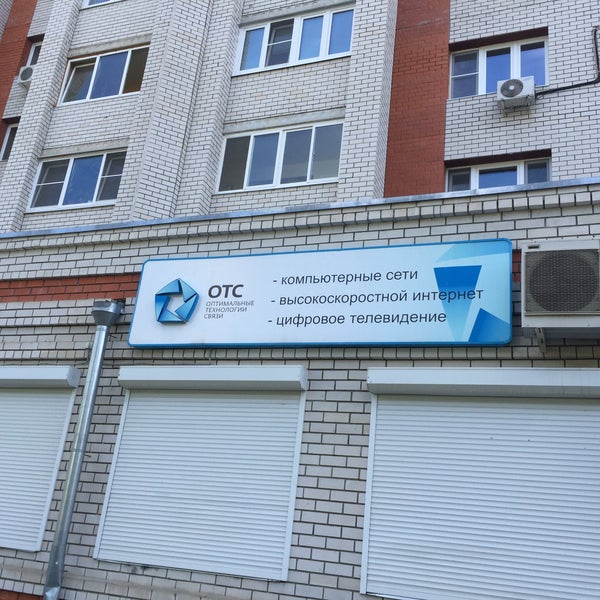 ОТС
ОПТИМАЛЬНЫЕ
ТЕХНОЛОГИИ
СВЯЗИ
- компьютерные сети
- высокоскоростной интернет
- цифровое телевидение